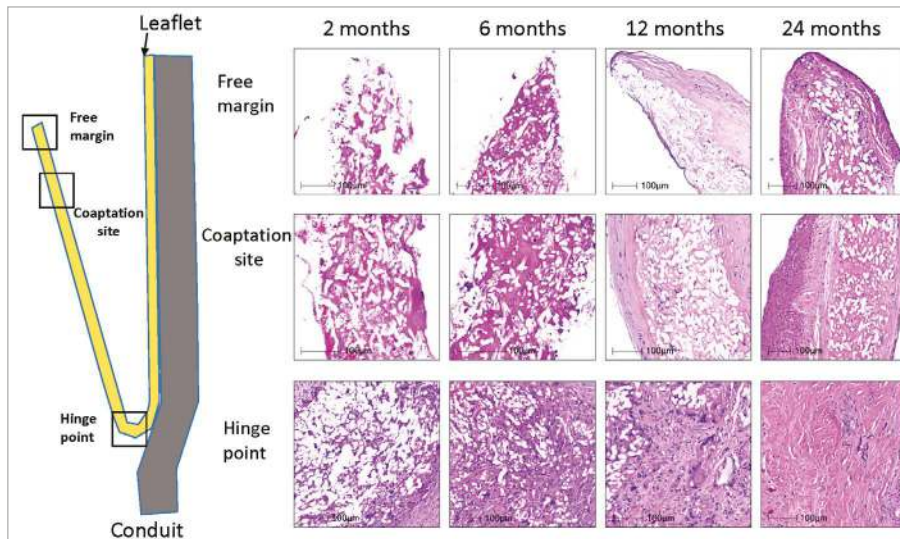 Leaflet
Free
margin
Coaptation
site
Hinge
point
Conduit
2 months
6 months
12 months
24 months
Free
margin
100µm
100µm
100µm
100µm
Coaptation
site
100µm
100µm
100µm
100µm
Hinge
point
100µm
100µm
100µm
100µm